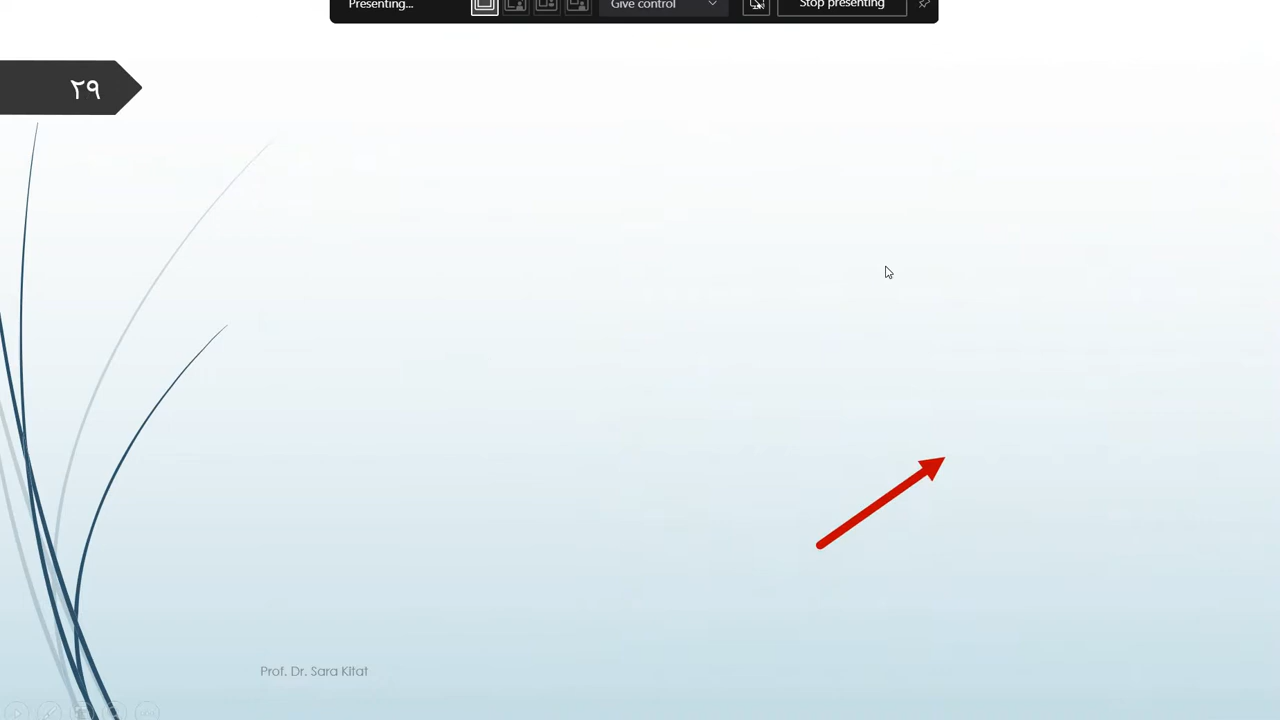 Presenting...
Give control
Stop presenting
٢٩
Prof. Dr. Sara Kitat